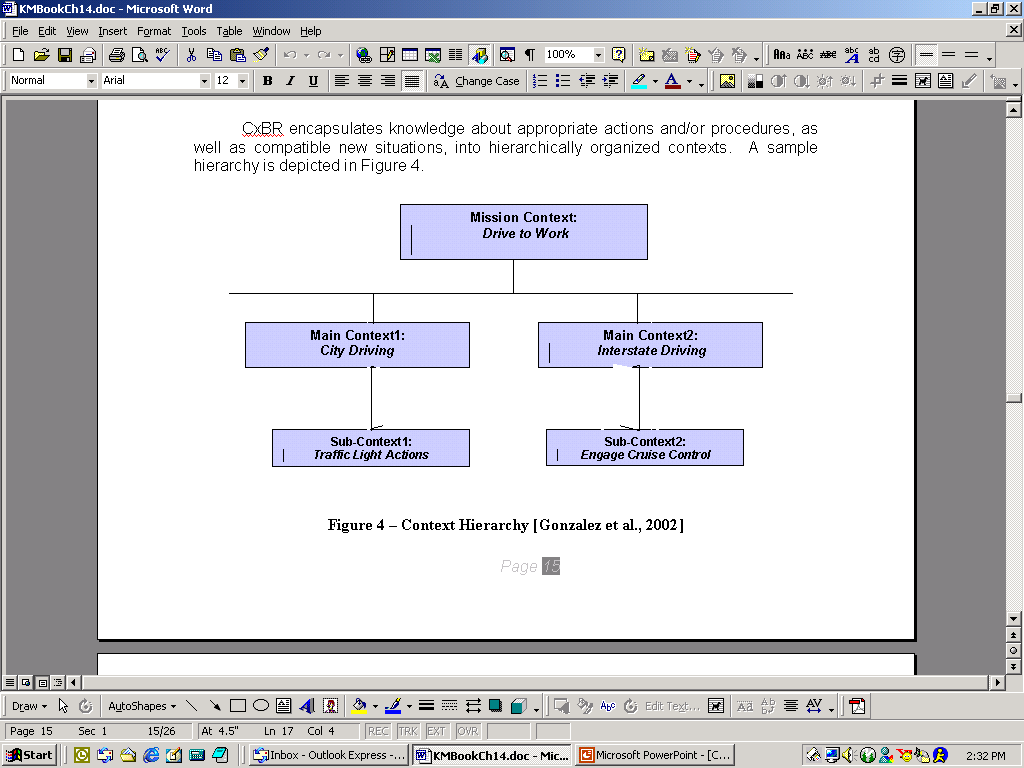 KMBookCh14.doc - Microsoft Word
File Edit View Insert Format Tools Table Window Help
100%
Normal Arial 12 B I U Change Case
CxBR encapsulates knowledge about appropriate actions and/or procedures, as
well as compatible new situations, into hierarchically organized contexts. A sample
hierarchy is depicted in Figure 4.
Mission Context:
Drive to Work
Main Context1:
City Driving
Main Context2:
Interstate Driving
Sub-Context1:
Traffic Light Actions
Sub-Context2:
Engage Cruise Control
Figure 4 – Context Hierarchy [Gonzalez et al., 2002]
Page 15
Draw AutoShapes Abc Edit Text... Aa AV
Page 15 Sec 1 15/26 At 4.5" Ln 17 Col 4 REC TRK EXT OVR
Start Inbox - Outlook Express -... KMBookCh14.doc - Mic... Microsoft PowerPoint - [C... 2:32 PM